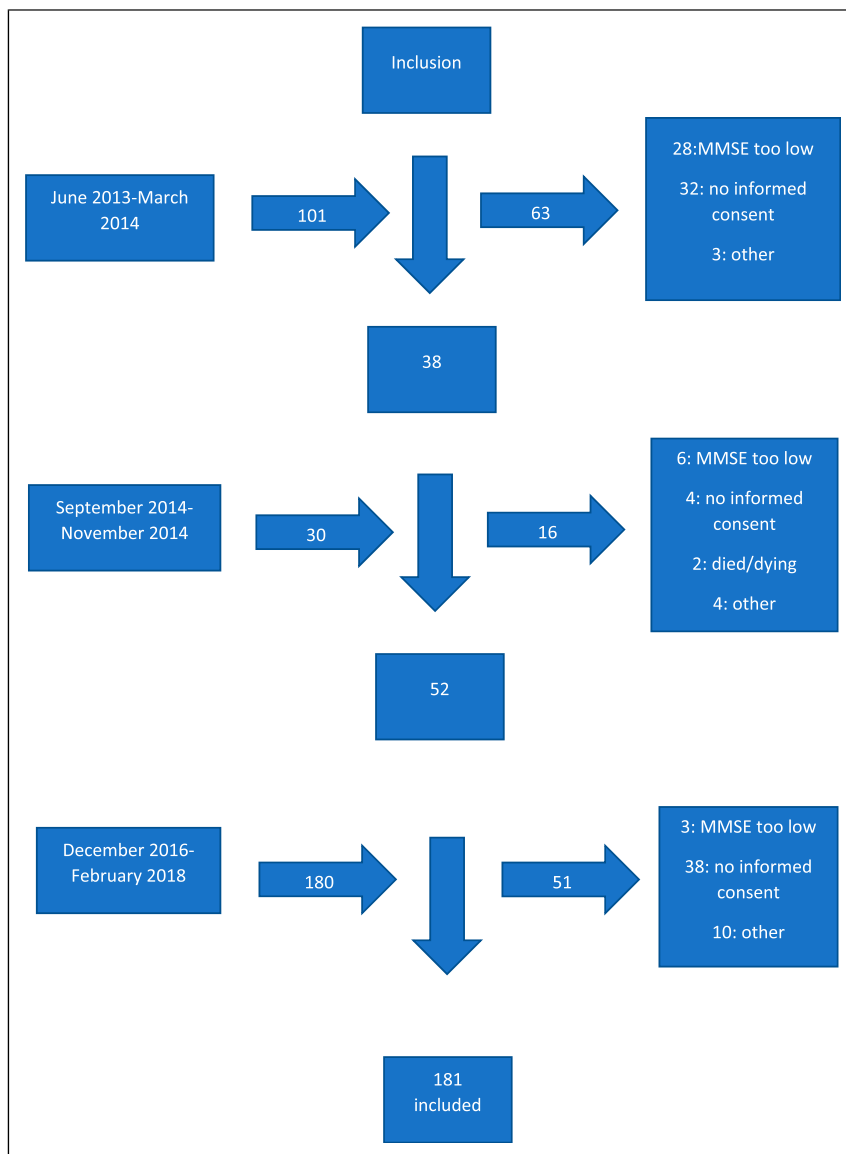 Inclusion
June 2013-March
2014
101
63
28:MMSE too low
32: no informed
consent
3: other
38
September 2014-
November 2014
30
16
6: MMSE too low
4: no informed
consent
2: died/dying
4: other
52
December 2016-
February 2018
180
51
3: MMSE too low
38: no informed
consent
10: other
181
included